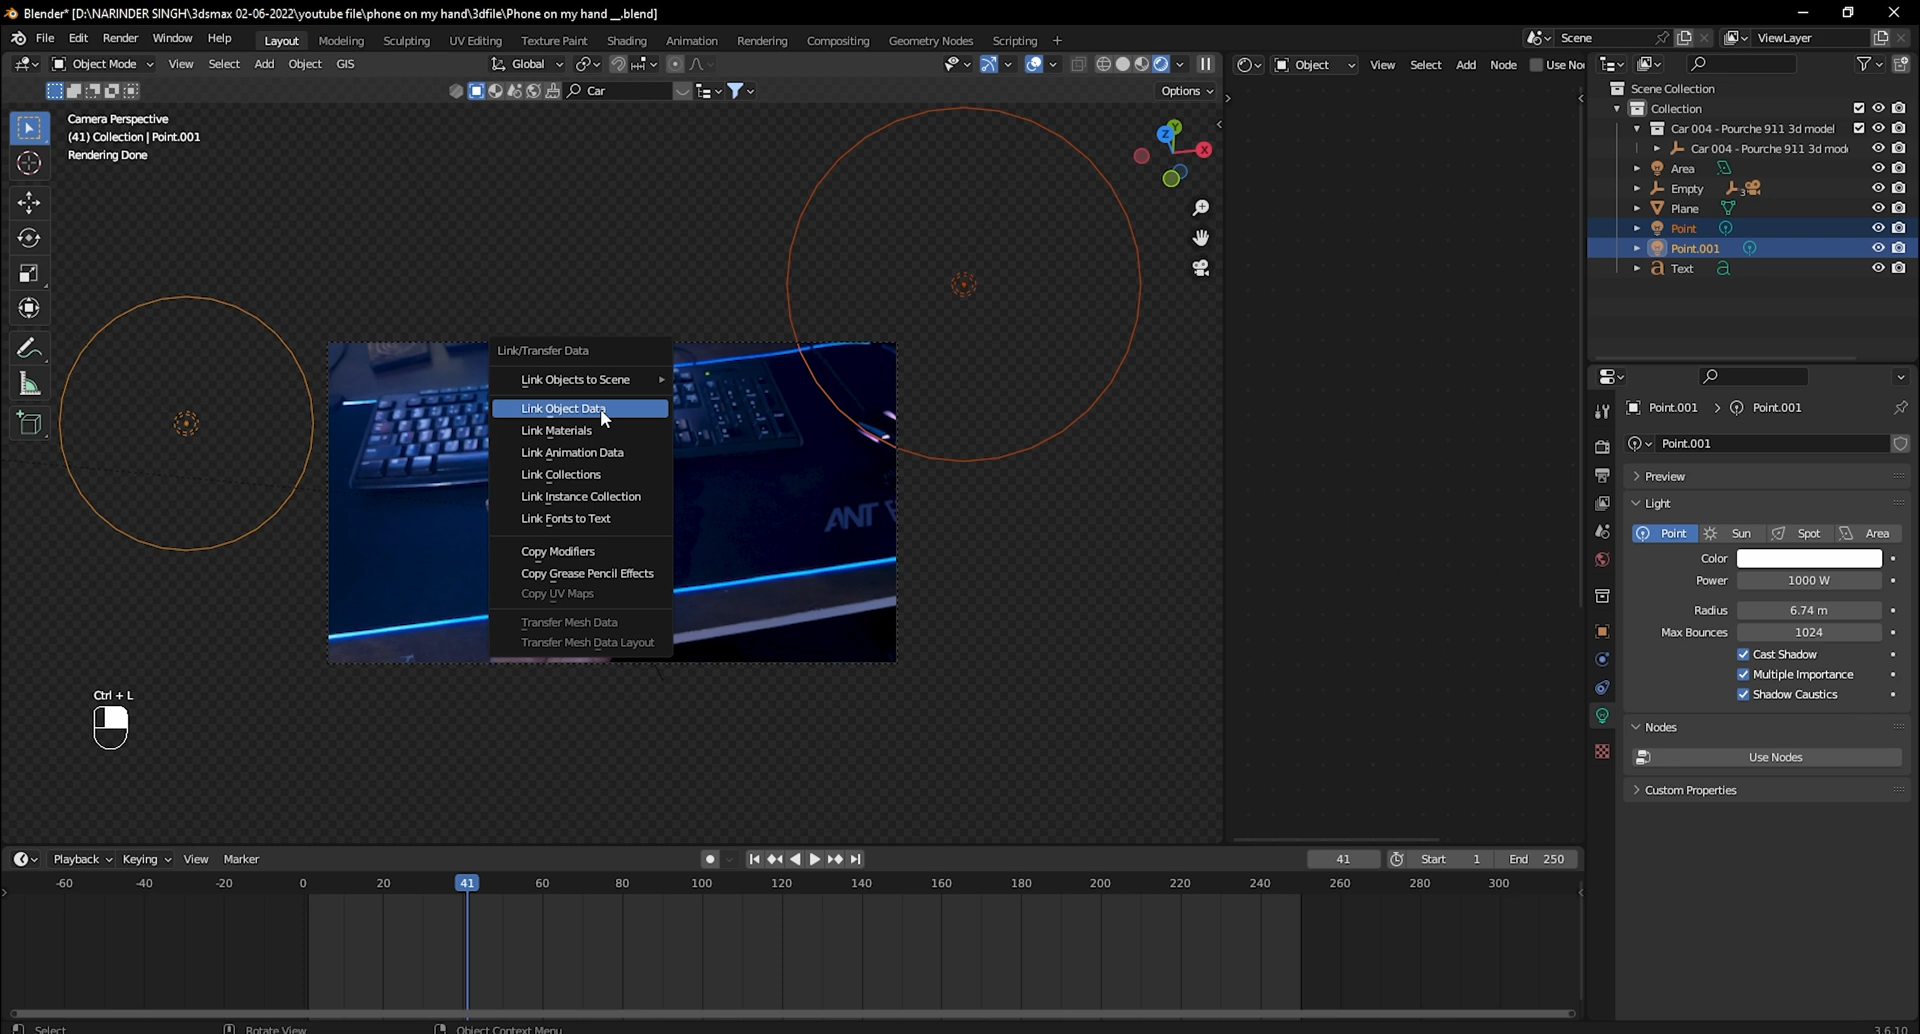 Blender* [D:\NARINDER SINGH\3dsmax 02-06-2022\youtube file\phone on my hand\3dfile\Phone on my hand __.blend]
File Edit Render Window Help Layout Modeling Sculpting UV Editing Texture Paint Shading Animation Rendering Compositing Geometry Nodes Scripting + Scene ViewLayer
Object Mode View Select Add Object GIS Global Object View Select Add Node Use No
Car Options
Camera Perspective
(41) Collection | Point.001
Rendering Done
X
Y
Z
Scene Collection
Collection
Car 004 - Pourche 911 3d model
Car 004 - Pourche 911 3d mod
Area
Empty 3
Plane
Point
Point.001
Text
Link/Transfer Data
Link Objects to Scene
Link Object Data
Link Materials
Link Animation Data
Link Collections
Link Instance Collection
Link Fonts to Text
Copy Modifiers
Copy Grease Pencil Effects
Copy UV Maps
Transfer Mesh Data
Transfer Mesh Data Layout
ANT
Ctrl + L
Point.001 > Point.001
Point.001
Preview
Light
Point Sun Spot Area
Color
Power 1000 W
Radius 6.74 m
Max Bounces 1024
Cast Shadow
Multiple Importance
Shadow Caustics
Nodes
Use Nodes
Custom Properties
Playback Keying View Marker 41 Start 1 End 250
-60 -40 -20 0 20 41 60 80 100 120 140 160 180 200 220 240 260 280 300
Select Rotate View Object Context Menu 3.6.10